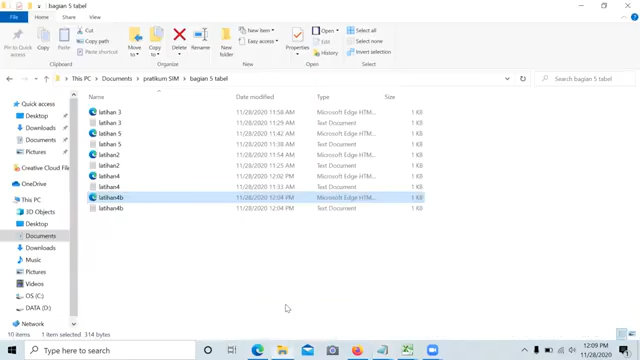 bagian 5 tabel
File Home Share View
Pin to Quick access
Copy
Paste
Cut
Copy path
Paste shortcut
Clipboard
Move to
Copy to
Delete
Rename
Organize
New folder
New item
Easy access
New
Properties
Open
Edit
History
Open
Select all
Select none
Invert selection
Select
This PC > Documents > pratikum SIM > bagian 5 tabel
Search bagian 5 tabel
Name Date modified Type Size
latihan 3 11/28/2020 11:58 AM Microsoft Edge HTM... 1 KB
latihan 3 11/28/2020 11:29 AM Text Document 1 KB
latihan 5 11/28/2020 11:42 AM Microsoft Edge HTM... 1 KB
latihan 5 11/28/2020 11:38 AM Text Document 1 KB
latihan2 11/28/2020 11:54 AM Microsoft Edge HTM... 1 KB
latihan2 11/28/2020 11:25 AM Text Document 1 KB
latihan4 11/28/2020 12:02 PM Microsoft Edge HTM... 1 KB
latihan4 11/28/2020 11:33 AM Text Document 1 KB
latihan4b 11/28/2020 12:04 PM Microsoft Edge HTM... 1 KB
latihan4b 11/28/2020 12:04 PM Text Document 1 KB
Quick access
Desktop
Downloads
Documents
Pictures
Creative Cloud File
OneDrive
This PC
3D Objects
Desktop
Documents
Downloads
Music
Pictures
Videos
OS (C:)
DATA (D:)
Network
10 items 1 item selected 314 bytes
Type here to search
12:09 PM
11/28/2020